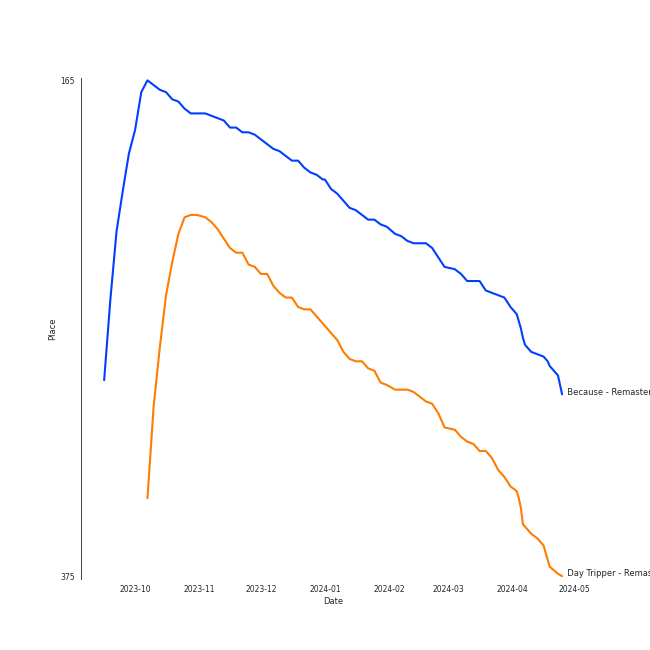 165
Place
Because - Remaster
Day Tripper - Remas
375
2023-10 2023-11 2023-12 2024-01 2024-02 2024-03 2024-04 2024-05
Date